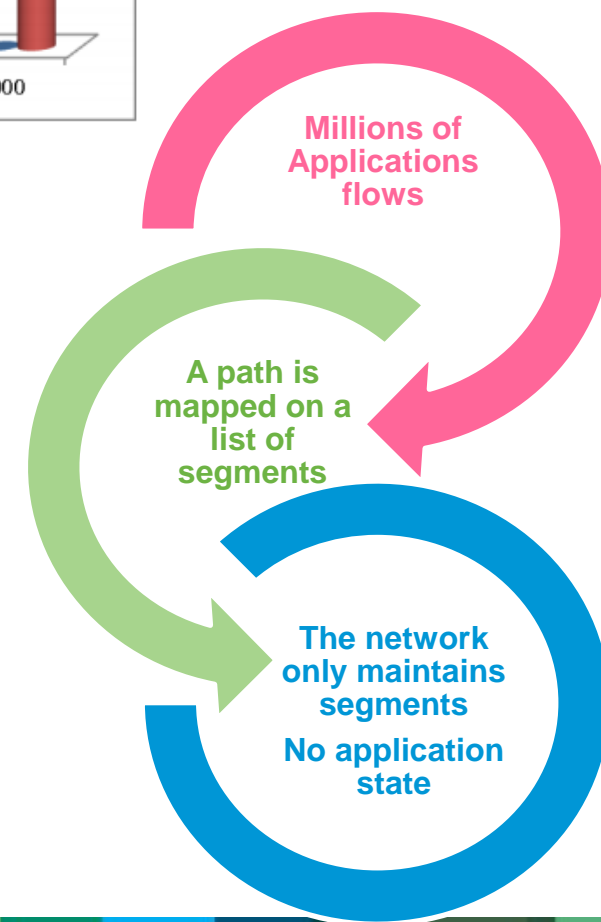 000
Millions of
Applications
flows
A path is
mapped on a
list of
segments
The network
only maintains
segments
No application
state